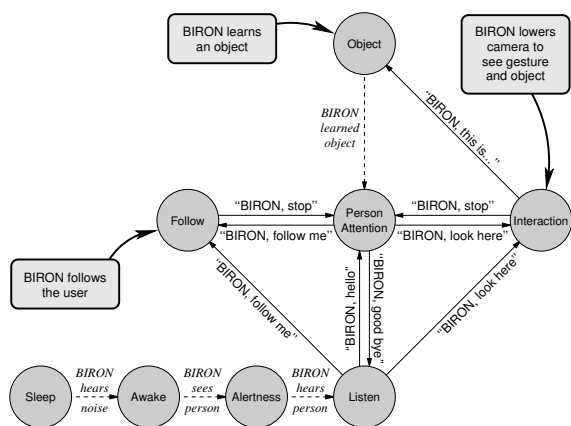 BIRON learns
an object
Object
BIRON lowers
camera to
see gesture
and object
BIRON
learned
object
“BIRON, this is...”
Follow
“BIRON, stop”
“BIRON, follow me”
Person
Attention
“BIRON, stop”
“BIRON, look here”
Interaction
BIRON follows
the user
“BIRON, follow me”
“BIRON, hello”
“BIRON, good bye”
“BIRON, look here”
Sleep
BIRON
hears
noise
Awake
BIRON
sees
person
Alertness
BIRON
hears
person
Listen